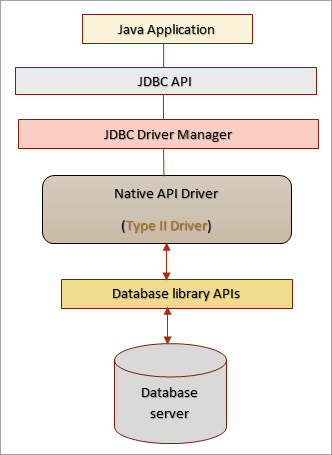 Java Application
JDBC API
JDBC Driver Manager
Native API Driver
(Type II Driver)
Database library APIs
Database
server